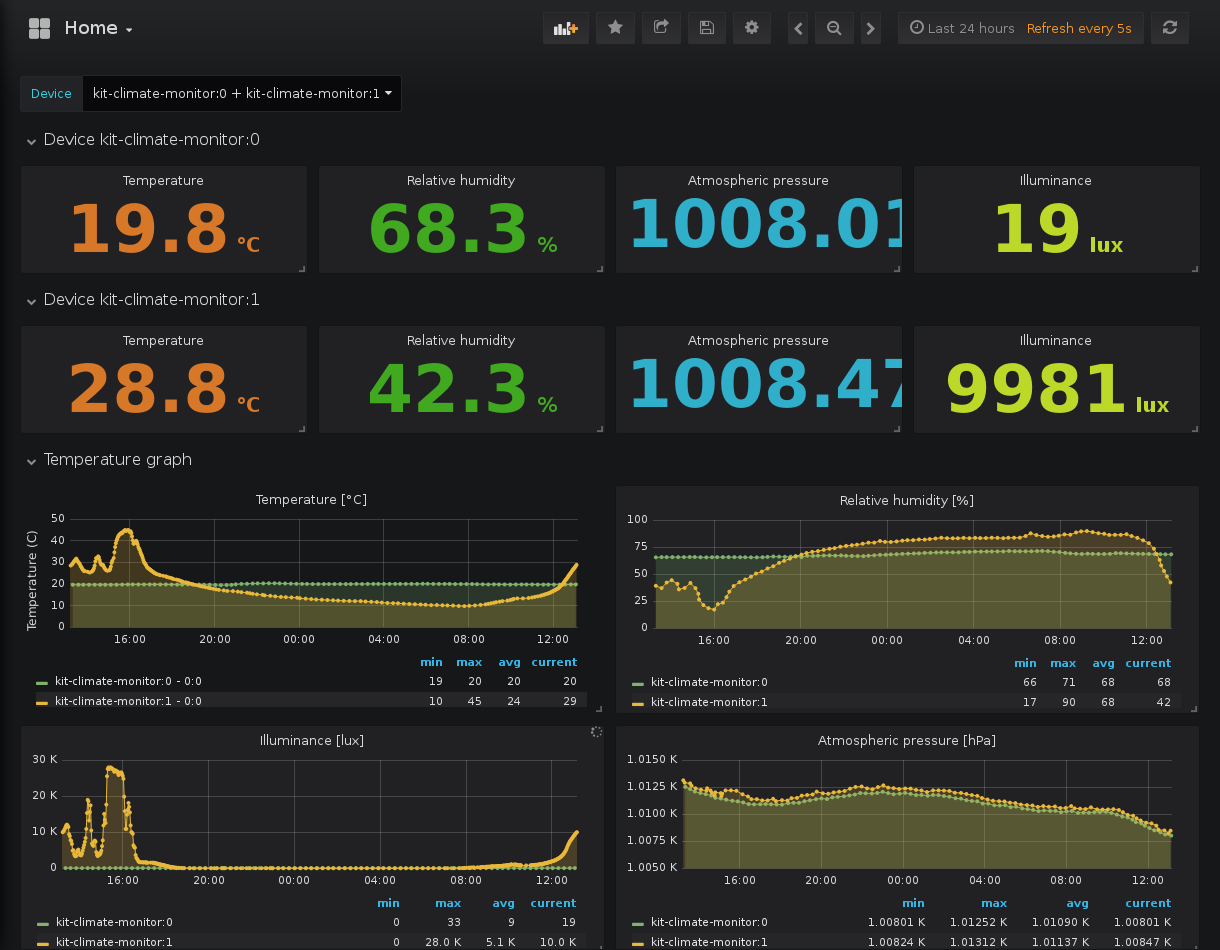 Home
Last 24 hours Refresh every 5s
Device kit-climate-monitor:0 + kit-climate-monitor:1
Device kit-climate-monitor:0
Temperature Relative humidity Atmospheric pressure Illuminance
19.8 °C 68.3 % 1008.01 19 lux
Device kit-climate-monitor:1
Temperature Relative humidity Atmospheric pressure Illuminance
28.8 °C 42.3 % 1008.47 9981 lux
Temperature graph
Temperature [°C]
Temperature (C)
50
40
30
20
10
0
16:00 20:00 00:00 04:00 08:00 12:00
min max avg current
kit-climate-monitor:0 - 0:0 19 20 20 20
kit-climate-monitor:1 - 0:0 10 45 24 29
Relative humidity [%]
100
75
50
25
0
16:00 20:00 00:00 04:00 08:00 12:00
min max avg current
kit-climate-monitor:0 66 71 68 68
kit-climate-monitor:1 17 90 68 42
Illuminance [lux]
30 K
20 K
10 K
0
16:00 20:00 00:00 04:00 08:00 12:00
min max avg current
kit-climate-monitor:0 0 33 9 19
kit-climate-monitor:1 0 28.0 K 5.1 K 10.0 K
Atmospheric pressure [hPa]
1.0150 K
1.0125 K
1.0100 K
1.0075 K
1.0050 K
16:00 20:00 00:00 04:00 08:00 12:00
min max avg current
kit-climate-monitor:0 1.00801 K 1.01252 K 1.01090 K 1.00801 K
kit-climate-monitor:1 1.00824 K 1.01312 K 1.01137 K 1.00847 K